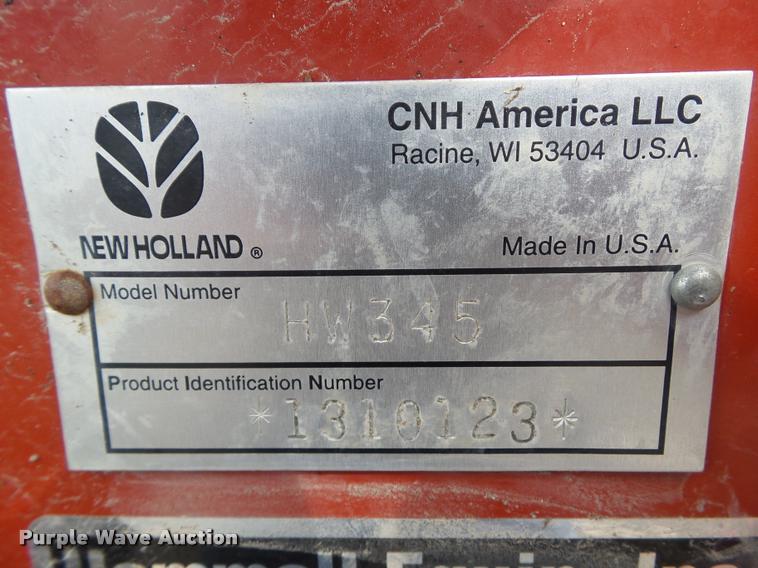 CNH America LLC
Racine, WI 53404 U.S.A.
NEW HOLLAND ®
Made In U.S.A.
Model Number
HW345
Product Identification Number
*1310123*
Purple Wave Auction